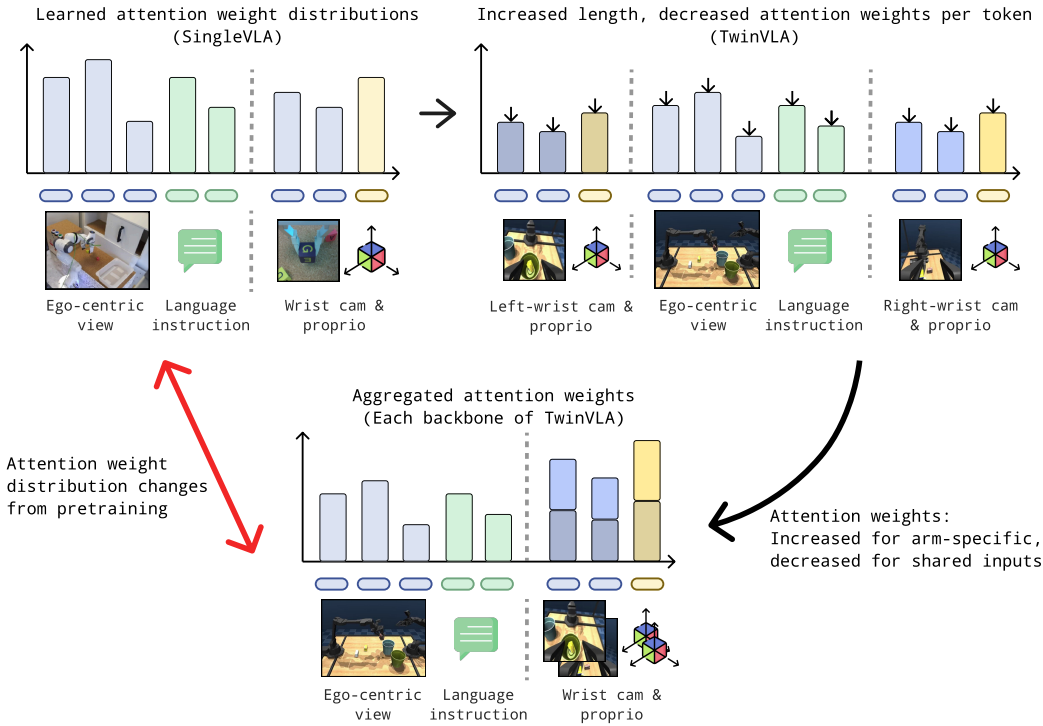 Learned attention weight distributions
(SingleVLA)
Increased length, decreased attention weights per token
(TwinVLA)
Ego-centric
view
Language
instruction
Wrist cam &
proprio
Left-wrist cam &
proprio
Ego-centric
view
Language
instruction
Right-wrist cam
& proprio
Aggregated attention weights
(Each backbone of TwinVLA)
Attention weight
distribution changes
from pretraining
Attention weights:
Increased for arm-specific,
decreased for shared inputs
Ego-centric
view
Language
instruction
Wrist cam &
proprio